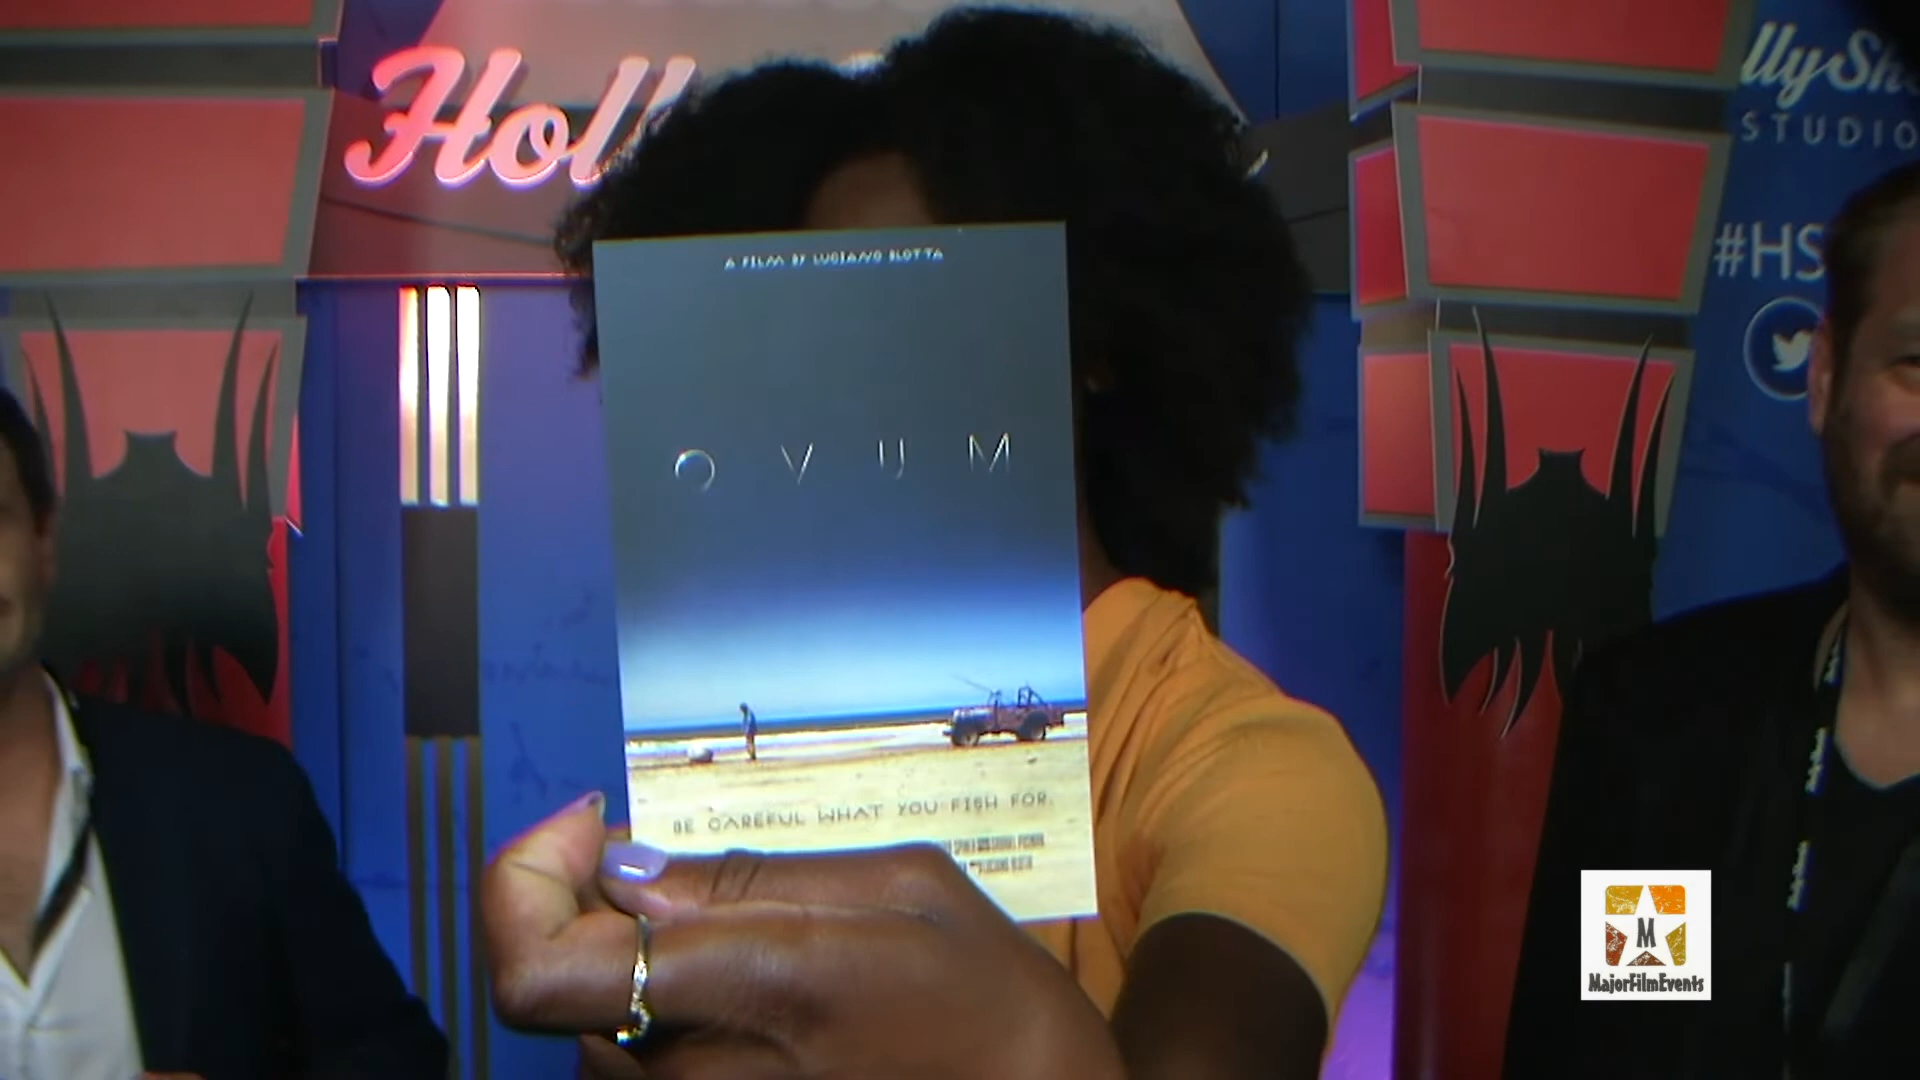 Holl
llySh
STUDIO
#HS
A FILM BY LUCIANO BLOTTA
OVUM
BE CAREFUL WHAT YOU FISH FOR.
M
MajorFilmEvents